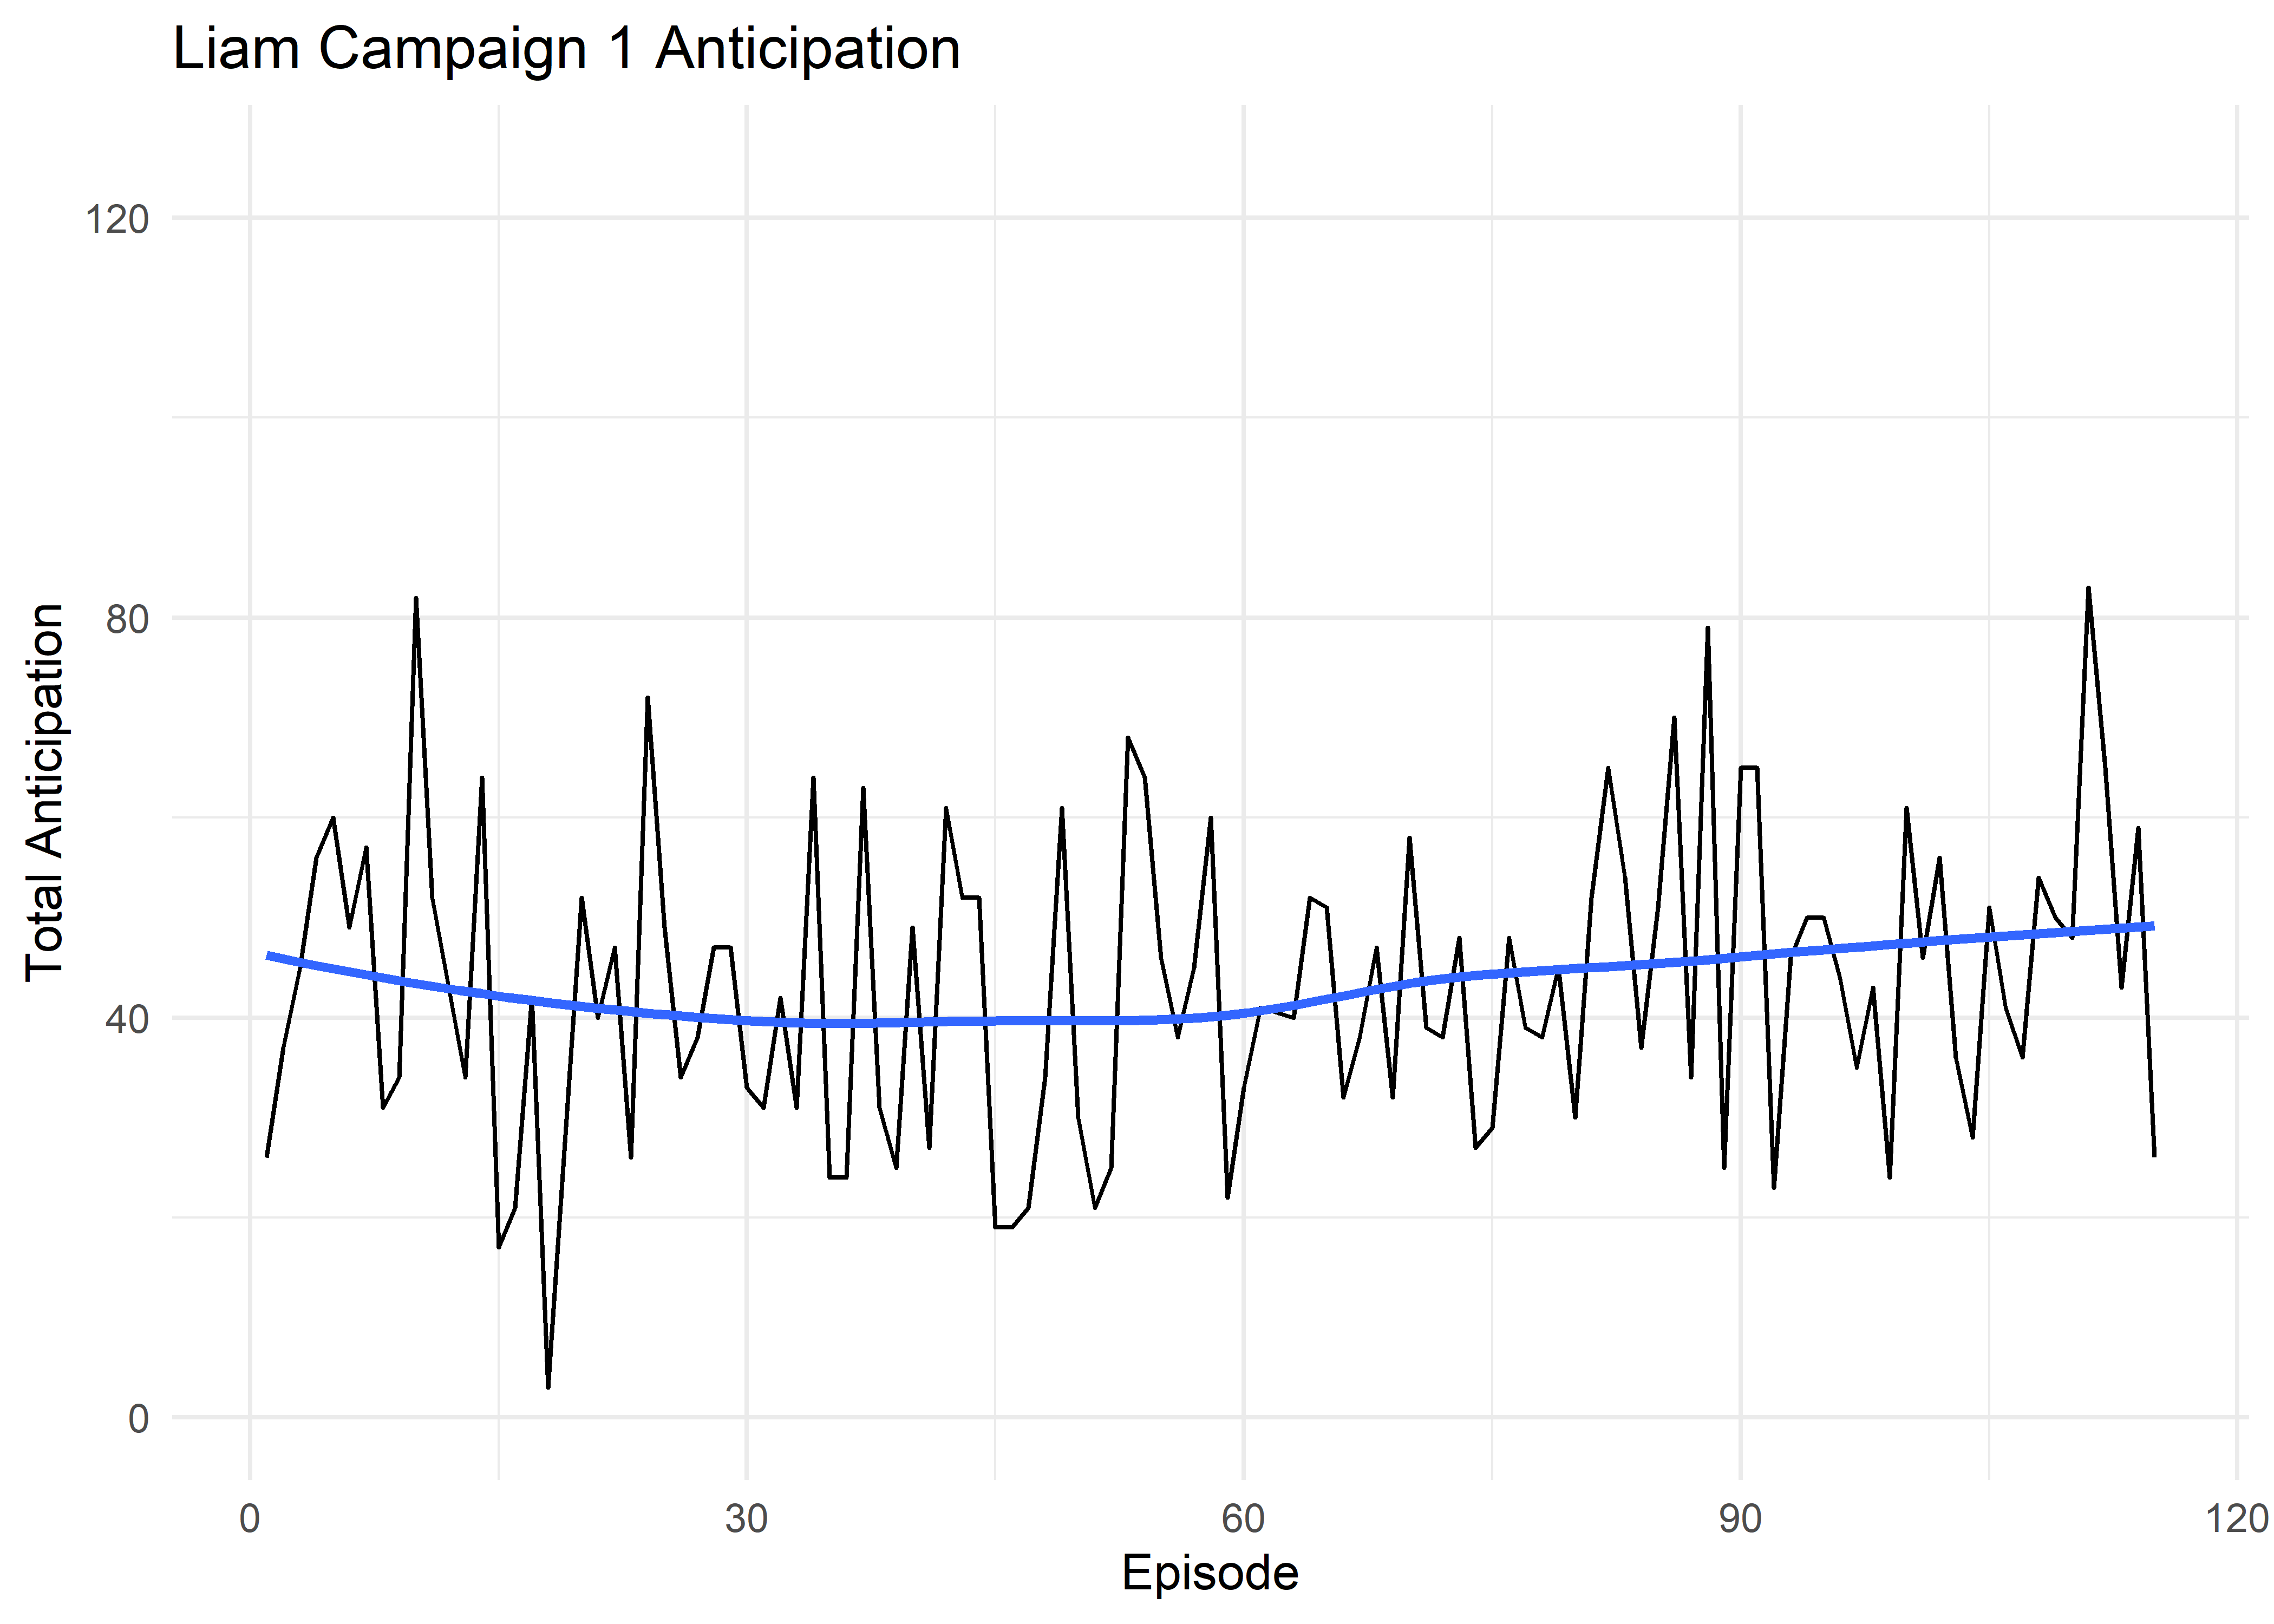 Liam Campaign 1 Anticipation
Total Anticipation
120
80
40
0
0 30 60 90 120
Episode